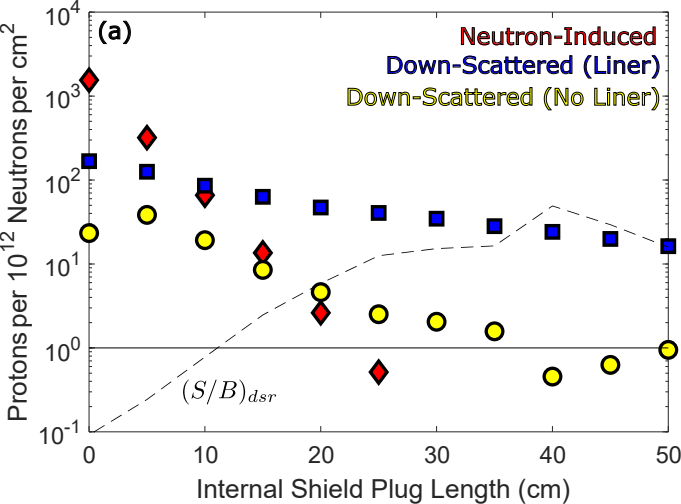 (a)
Neutron-Induced
Down-Scattered (Liner)
Down-Scattered (No Liner)
Protons per 10^12 Neutrons per cm^2
10^3
10^2
10^1
10^0
10^-1
(S/B)_dsr
0 10 20 30 40 50
Internal Shield Plug Length (cm)